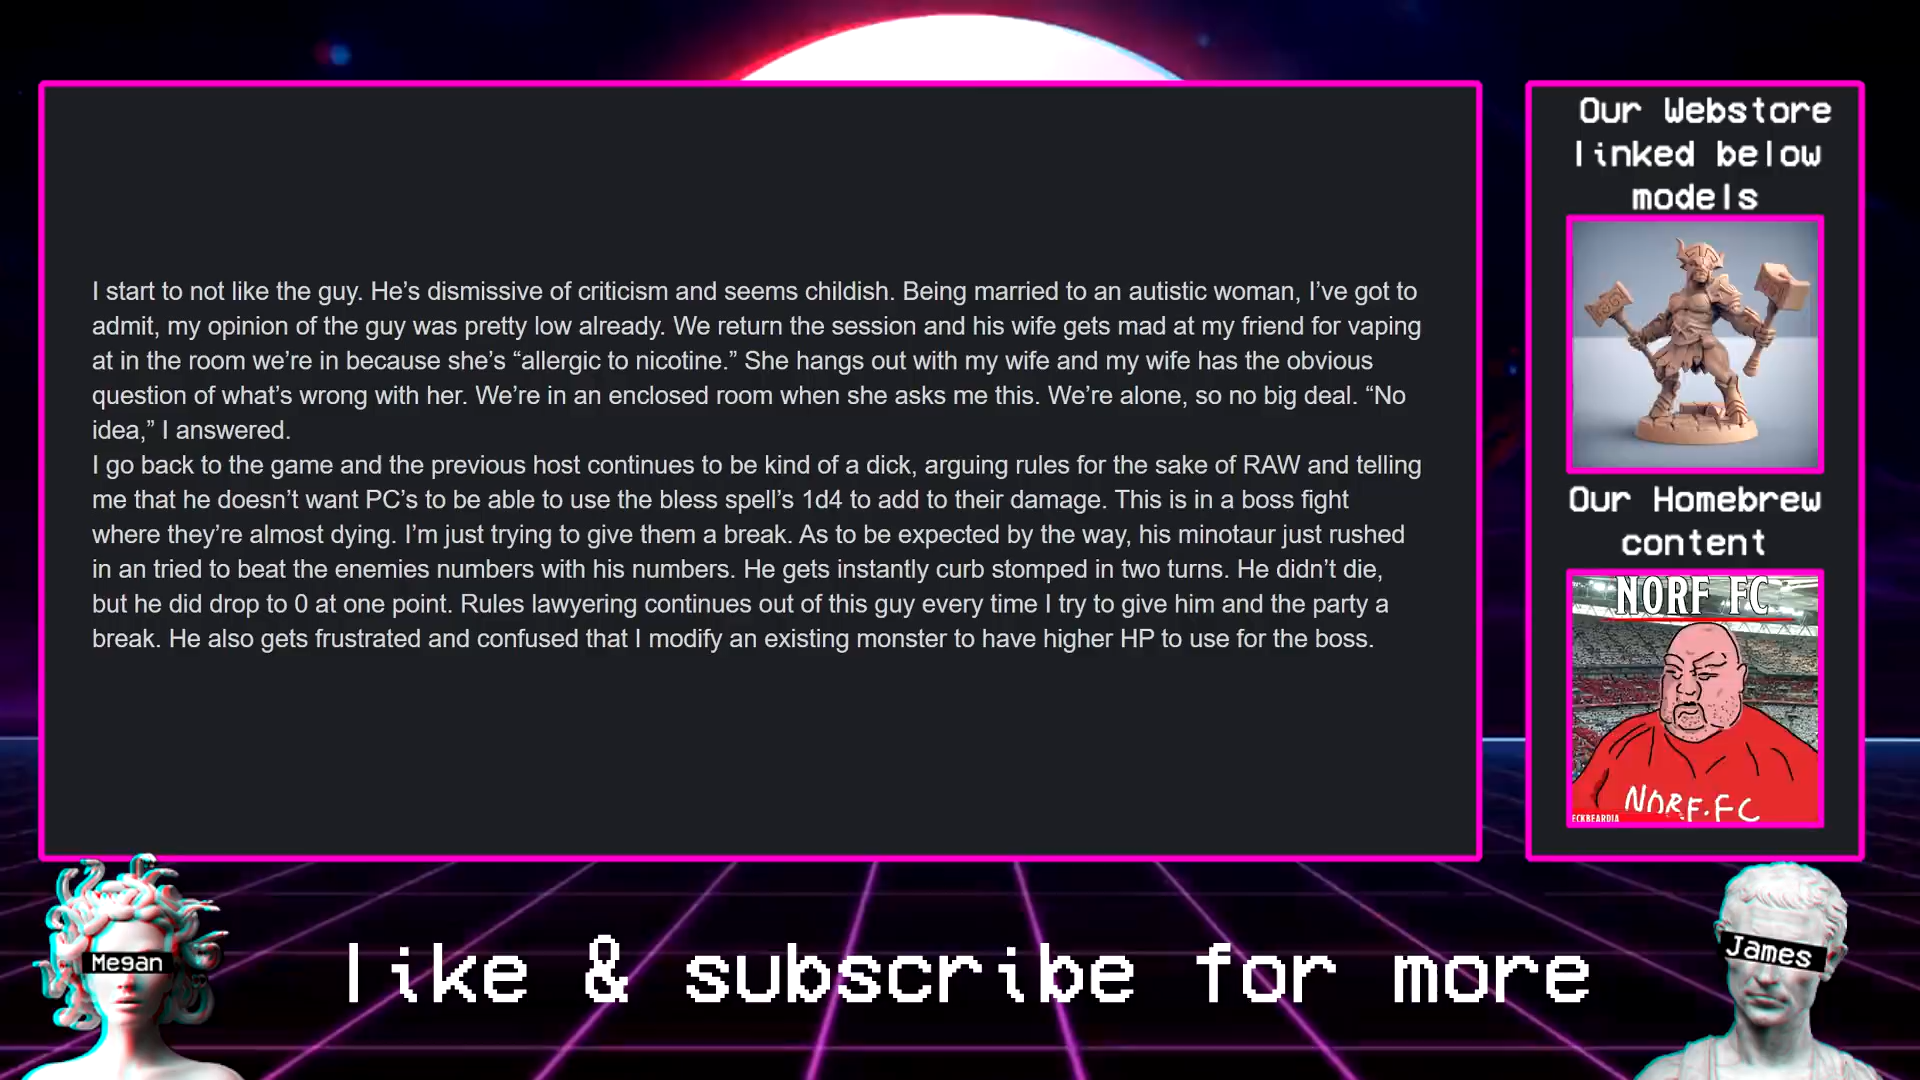 I start to not like the guy. He’s dismissive of criticism and seems childish. Being married to an autistic woman, I’ve got to
admit, my opinion of the guy was pretty low already. We return the session and his wife gets mad at my friend for vaping
at in the room we’re in because she’s “allergic to nicotine.” She hangs out with my wife and my wife has the obvious
question of what’s wrong with her. We’re in an enclosed room when she asks me this. We’re alone, so no big deal. “No
idea,” I answered.
I go back to the game and the previous host continues to be kind of a dick, arguing rules for the sake of RAW and telling
me that he doesn’t want PC’s to be able to use the bless spell’s 1d4 to add to their damage. This is in a boss fight
where they’re almost dying. I’m just trying to give them a break. As to be expected by the way, his minotaur just rushed
in an tried to beat the enemies numbers with his numbers. He gets instantly curb stomped in two turns. He didn’t die,
but he did drop to 0 at one point. Rules lawyering continues out of this guy every time I try to give him and the party a
break. He also gets frustrated and confused that I modify an existing monster to have higher HP to use for the boss.
Our Webstore
linked below
models
Our Homebrew
content
NORF FC
NORF.FC
ECKBEARDIA
Megan
like & subscribe for more
James